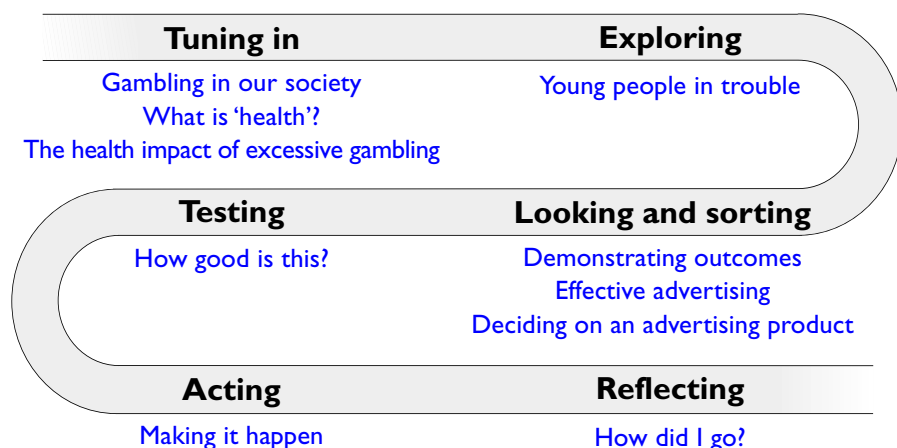 Tuning in
Exploring
Gambling in our society
What is ‘health’?
The health impact of excessive gambling
Young people in trouble
Testing
Looking and sorting
How good is this?
Demonstrating outcomes
Effective advertising
Deciding on an advertising product
Acting
Reflecting
Making it happen
How did I go?